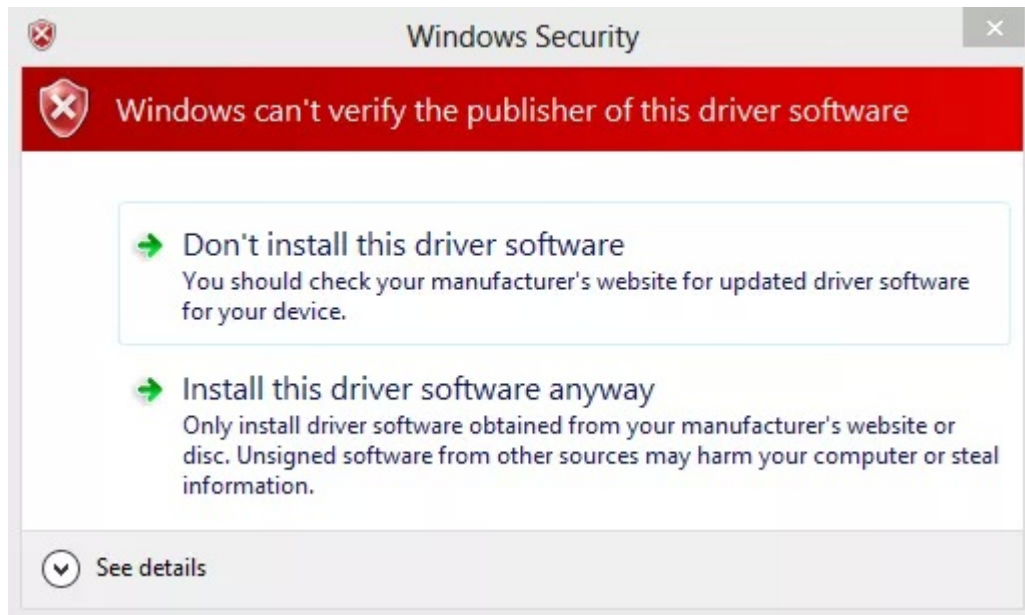 Windows Security
Windows can't verify the publisher of this driver software
Don't install this driver software
You should check your manufacturer's website for updated driver software
for your device.
Install this driver software anyway
Only install driver software obtained from your manufacturer's website or
disc. Unsigned software from other sources may harm your computer or steal
information.
See details